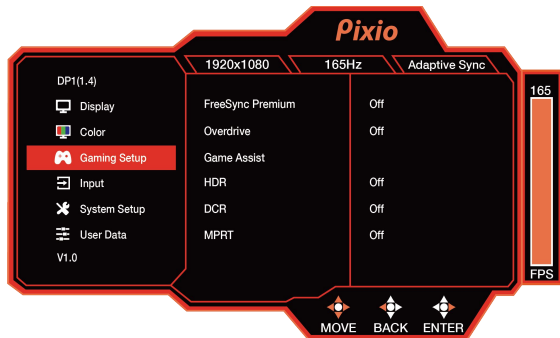 Pixio
1920x1080 165Hz Adaptive Sync
DP1(1.4)
Display
Color
Gaming Setup
Input
System Setup
User Data
V1.0
FreeSync Premium Off
Overdrive Off
Game Assist
HDR Off
DCR Off
MPRT Off
165
FPS
MOVE BACK ENTER